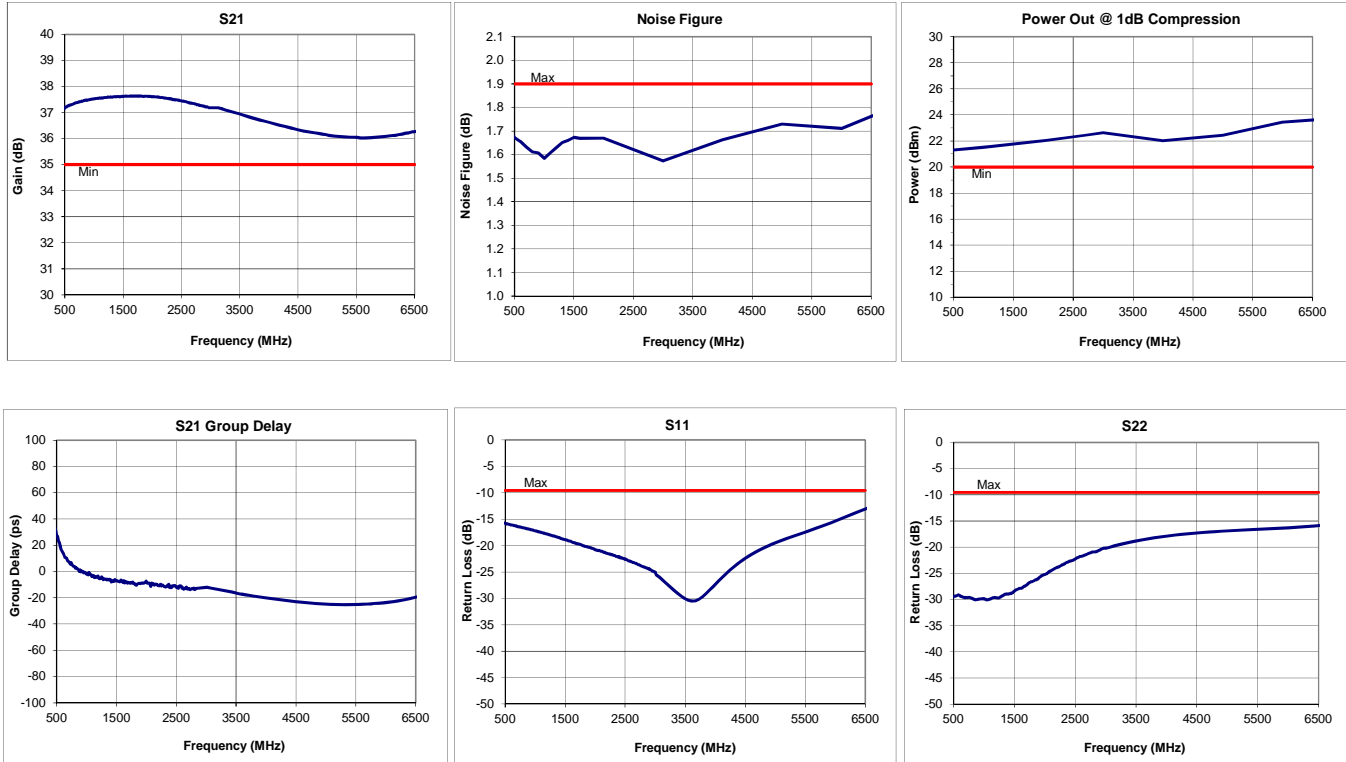 S21
40
39
38
37
36
35
34
33
32
31
30
Gain (dB)
Min
500 1500 2500 3500 4500 5500 6500
Frequency (MHz)
Noise Figure
2.1
2.0
1.9
1.8
1.7
1.6
1.5
1.4
1.3
1.2
1.1
1.0
Noise Figure (dB)
Max
500 1500 2500 3500 4500 5500 6500
Frequency (MHz)
Power Out @ 1dB Compression
30
28
26
24
22
20
18
16
14
12
10
Power (dBm)
Min
500 1500 2500 3500 4500 5500 6500
Frequency (MHz)
S21 Group Delay
100
80
60
40
20
0
-20
-40
-60
-80
-100
Group Delay (ps)
500 1500 2500 3500 4500 5500 6500
Frequency (MHz)
S11
0
-5
-10
-15
-20
-25
-30
-35
-40
-45
-50
Return Loss (dB)
Max
500 1500 2500 3500 4500 5500 6500
Frequency (MHz)
S22
0
-5
-10
-15
-20
-25
-30
-35
-40
-45
-50
Return Loss (dB)
Max
500 1500 2500 3500 4500 5500 6500
Frequency (MHz)